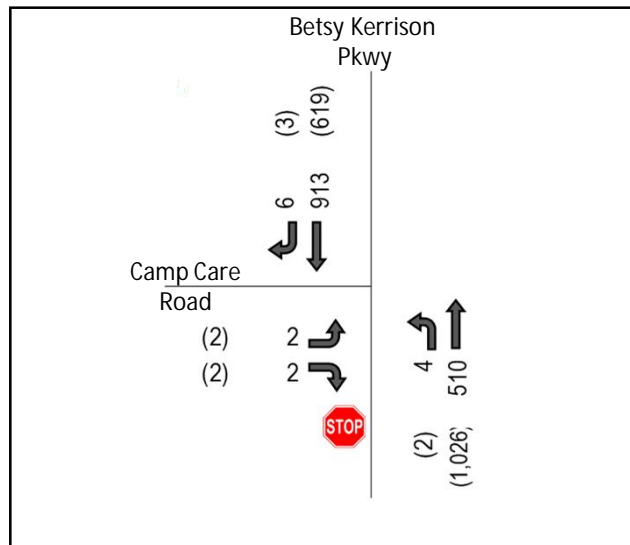 Betsy Kerrison
Pkwy
(3)
(619)
6
913
Camp Care
Road
(2) 2
(2) 2
STOP
4
510
(2)
(1,026)